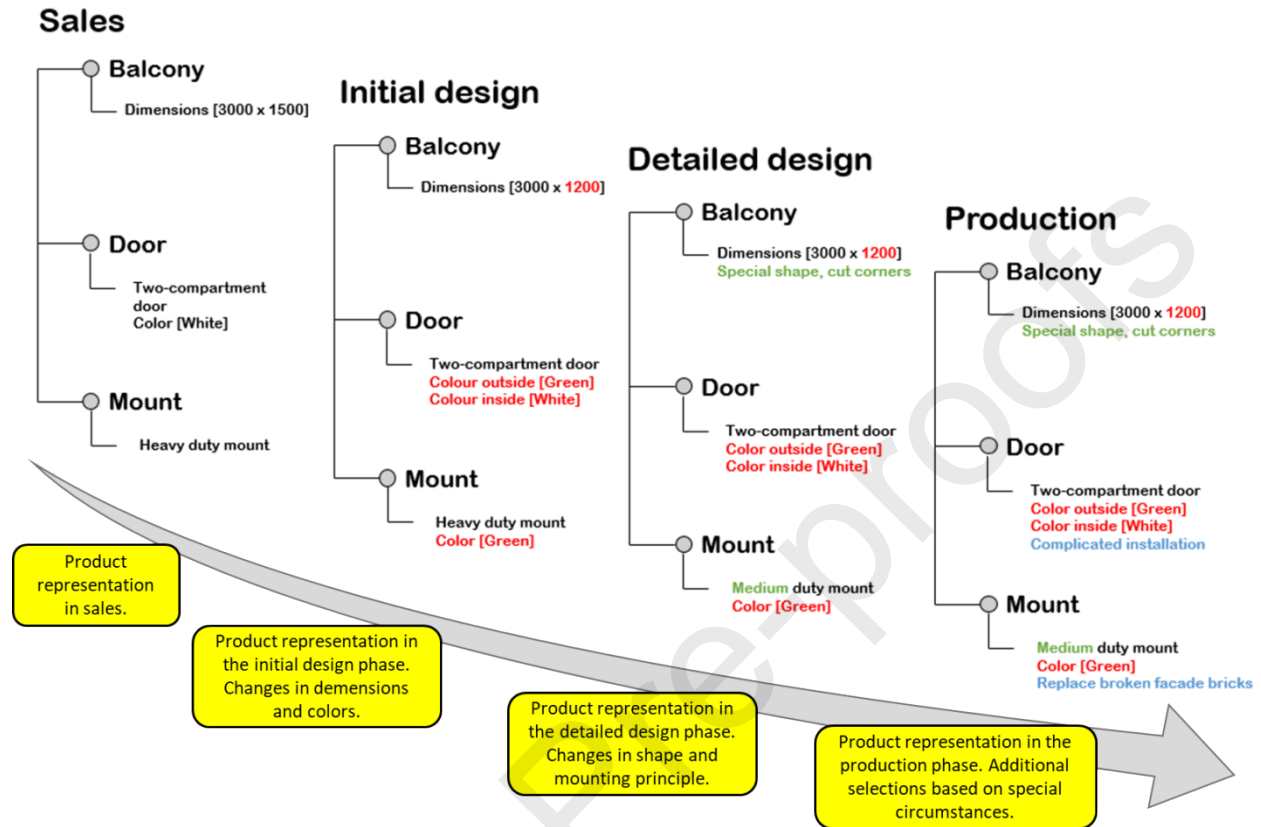 Sales
Balcony
Dimensions [3000 x 1500]
Door
Two-compartment
door
Color [White]
Mount
Heavy duty mount
Initial design
Balcony
Dimensions [3000 x 1200]
Door
Two-compartment door
Colour outside [Green]
Colour inside [White]
Mount
Heavy duty mount
Color [Green]
Detailed design
Balcony
Dimensions [3000 x 1200]
Special shape, cut corners
Door
Two-compartment door
Color outside [Green]
Color inside [White]
Mount
Medium duty mount
Color [Green]
Production
Balcony
Dimensions [3000 x 1200]
Special shape, cut corners
Door
Two-compartment door
Color outside [Green]
Color inside [White]
Complicated installation
Mount
Medium duty mount
Color [Green]
Replace broken facade bricks
Product
representation
in sales.
Product representation in
the initial design phase.
Changes in demensions
and colors.
Product representation in
the detailed design phase.
Changes in shape and
mounting principle.
Product representation in the
production phase. Additional
selections based on special
circumstances.
Pre-proofs